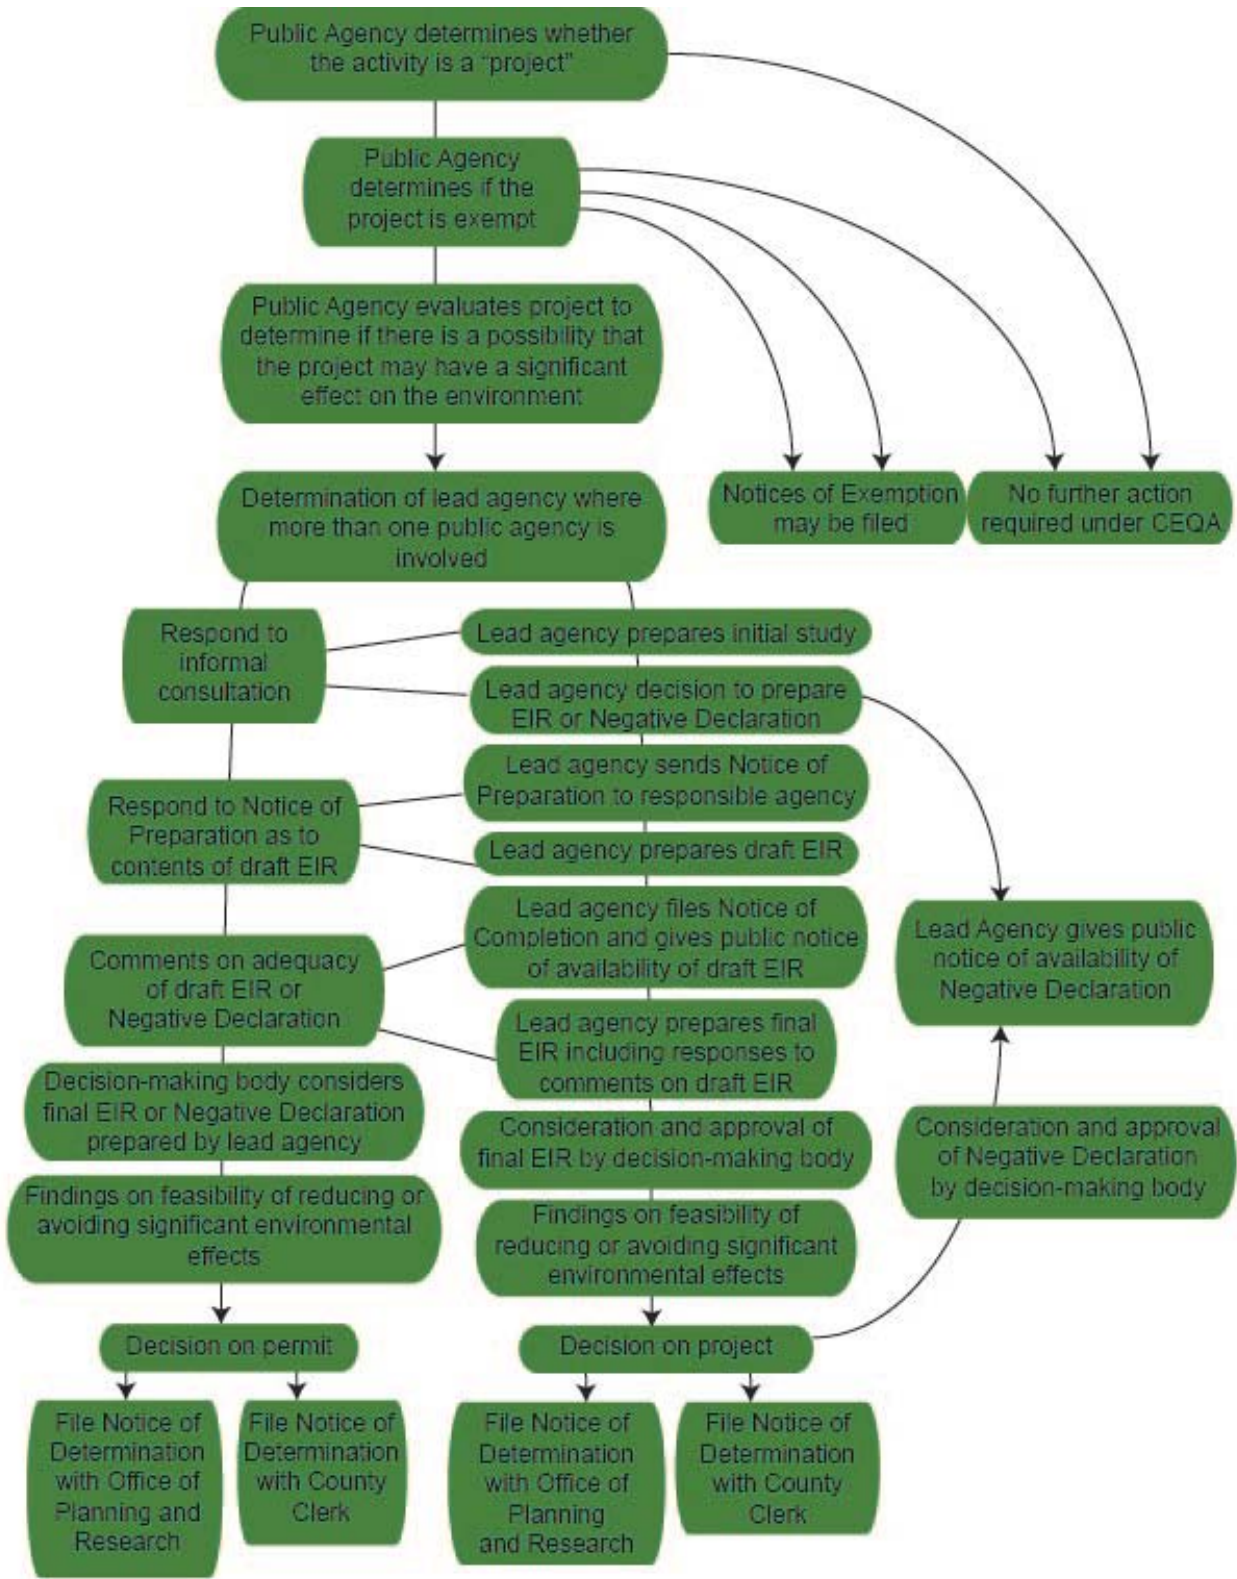 Public Agency determines whether
the activity is a “project”
Public Agency
determines if the
project is exempt
Public Agency evaluates project to
determine if there is a possibility that
the project may have a significant
effect on the environment
Notices of Exemption
may be filed
No further action
required under CEQA
Determination of lead agency where
more than one public agency is
involved
Respond to
informal
consultation
Lead agency prepares initial study
Lead agency decision to prepare
EIR or Negative Declaration
Lead agency sends Notice of
Preparation to responsible agency
Respond to Notice of
Preparation as to
contents of draft EIR
Lead agency prepares draft EIR
Lead agency files Notice of
Completion and gives public notice
of availability of draft EIR
Lead Agency gives public
notice of availability of
Negative Declaration
Comments on adequacy
of draft EIR or
Negative Declaration
Lead agency prepares final
EIR including responses to
comments on draft EIR
Decision-making body considers
final EIR or Negative Declaration
prepared by lead agency
Consideration and approval of
final EIR by decision-making body
Consideration and approval
of Negative Declaration
by decision-making body
Findings on feasibility of reducing or
avoiding significant environmental
effects
Findings on feasibility of
reducing or avoiding significant
environmental effects
Decision on permit
Decision on project
File Notice of
Determination
with Office of
Planning and
Research
File Notice of
Determination
with County
Clerk
File Notice of
Determination
with Office of
Planning
and Research
File Notice of
Determination
with County
Clerk